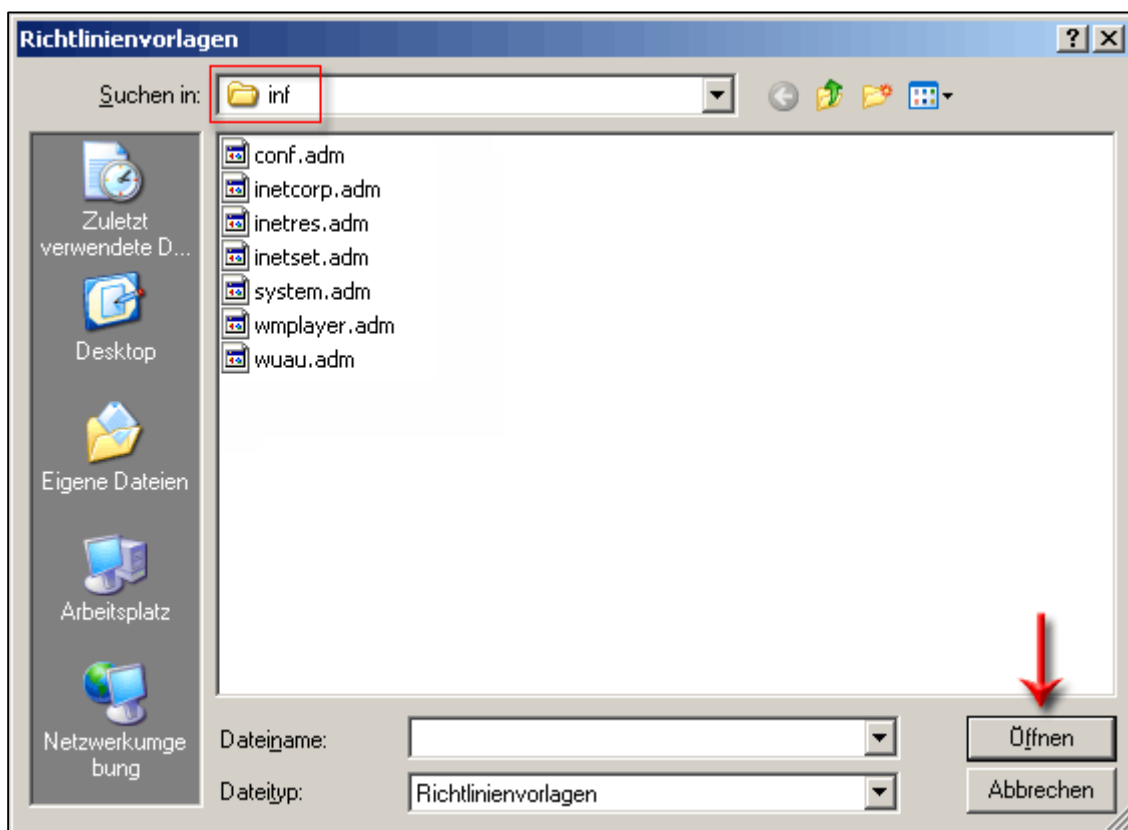 Richtlinienvorlagen
Suchen in:
inf
Zuletzt
verwendete D...
Desktop
Eigene Dateien
Arbeitsplatz
Netzwerkumge
bung
conf.adm
inetcorp.adm
inetres.adm
inetset.adm
system.adm
wmplayer.adm
wuau.adm
Dateiname:
Öffnen
Dateityp:
Richtlinienvorlagen
Abbrechen